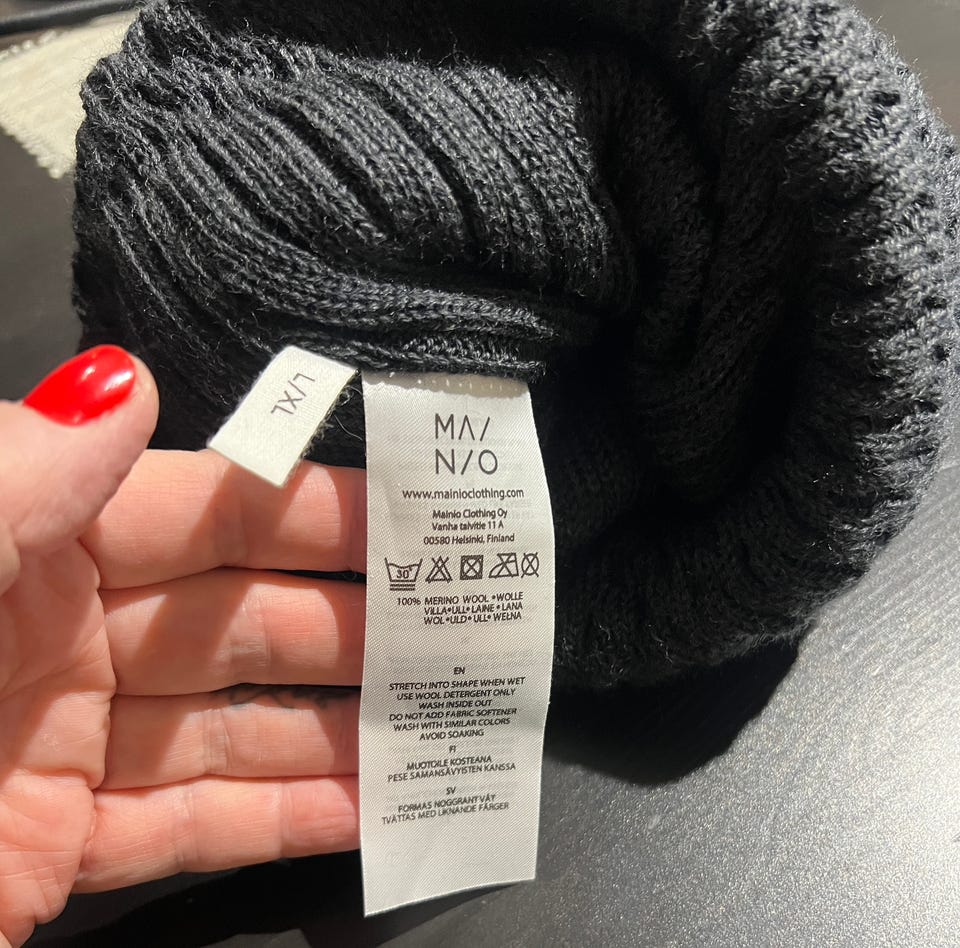 L/XL
MA/
N/O
www.mainioclothing.com
Mainio Clothing Oy
Vanha talvitie 11 A
00580 Helsinki, Finland
30°
100% MERINO WOOL •WOLLE
VILLA•ULL• LAINE • LANA
WOL •ULD• ULL• WEŁNA
EN
STRETCH INTO SHAPE WHEN WET
USE WOOL DETERGENT ONLY
WASH INSIDE OUT
DO NOT ADD FABRIC SOFTENER
WASH WITH SIMILAR COLORS
AVOID SOAKING
FI
MUOTOILE KOSTEANA
PESE SAMANSÄVYISTEN KANSSA
SV
FORMAS NOGGRANT VÅT
TVÄTTAS MED LIKNANDE FÄRGER